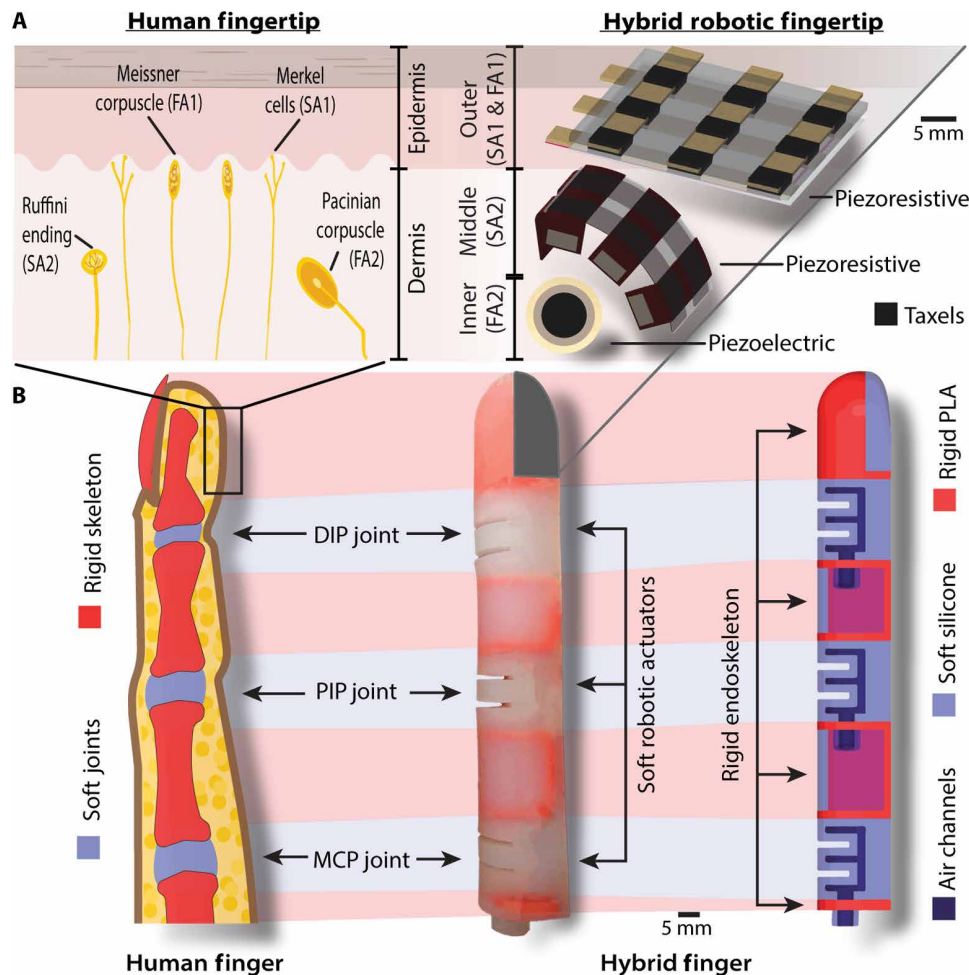 A
Human fingertip
Hybrid robotic fingertip
Meissner
corpuscle (FA1)
Merkel
cells (SA1)
Ruffini
ending
(SA2)
Pacinian
corpuscle
(FA2)
Epidermis
Dermis
Outer
(SA1 & FA1)
Middle
(SA2)
Inner
(FA2)
5 mm
Piezoresistive
Piezoresistive
Taxels
Piezoelectric
B
Rigid skeleton
Soft joints
DIP joint
PIP joint
MCP joint
Soft robotic actuators
Rigid endoskeleton
Rigid PLA
Soft silicone
Air channels
5 mm
Human finger
Hybrid finger